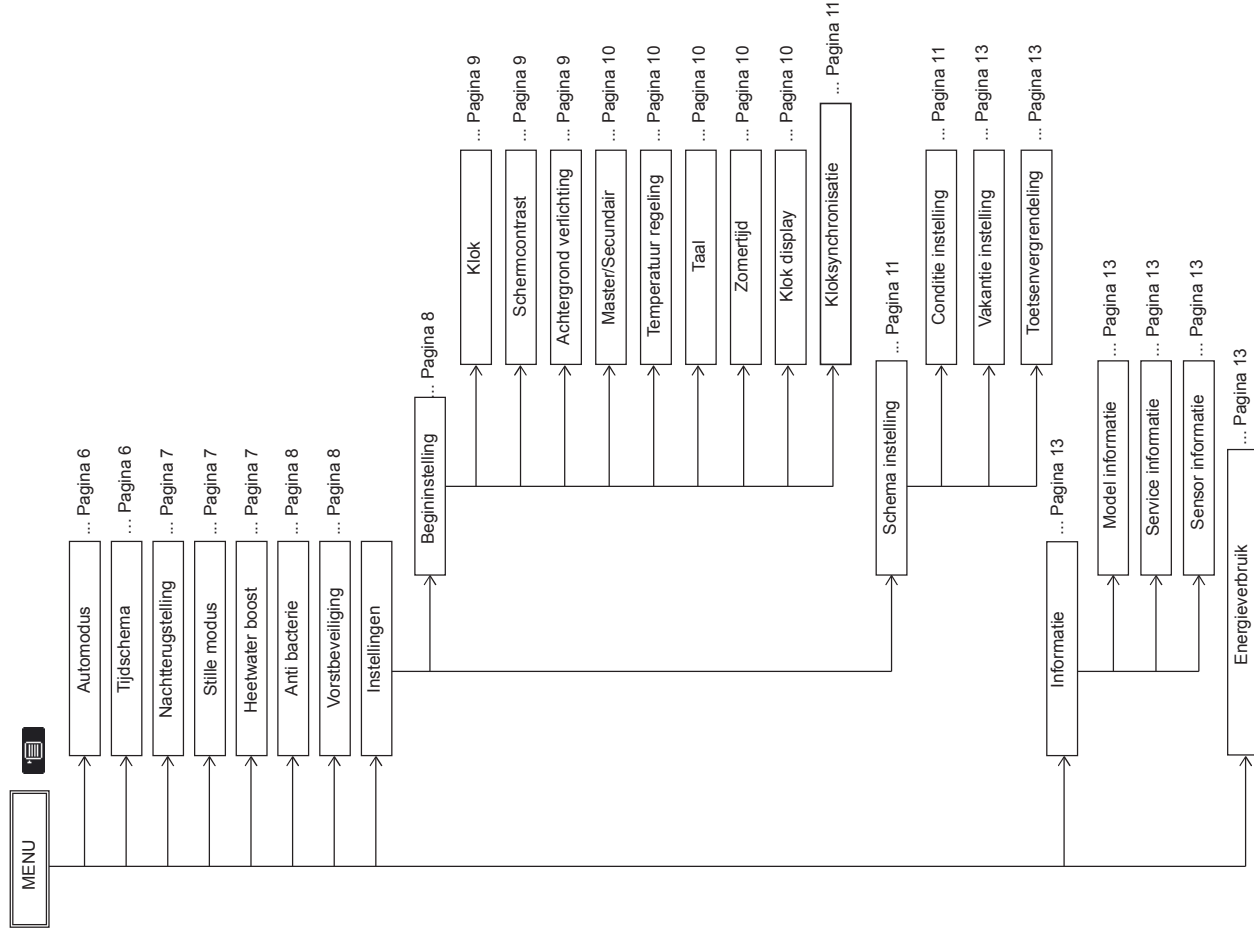 MENU
Automodus ... Pagina 6
Tijdschema ... Pagina 6
Nachtterugstelling ... Pagina 7
Stille modus ... Pagina 7
Heetwater boost ... Pagina 7
Anti bacterie ... Pagina 8
Vorstbeveiliging ... Pagina 8
Instellingen
Begininstelling ... Pagina 8
Klok ... Pagina 9
Schermcontrast ... Pagina 9
Achtergrond verlichting ... Pagina 9
Master/Secundair ... Pagina 10
Temperatuur regeling ... Pagina 10
Taal ... Pagina 10
Zomertijd ... Pagina 10
Klok display ... Pagina 10
Kloksynchronisatie ... Pagina 11
Schema instelling ... Pagina 11
Conditie instelling ... Pagina 11
Vakantie instelling ... Pagina 13
Toetsenvergrendeling ... Pagina 13
Informatie ... Pagina 13
Model informatie ... Pagina 13
Service informatie ... Pagina 13
Sensor informatie ... Pagina 13
Energieverbruik ... Pagina 13